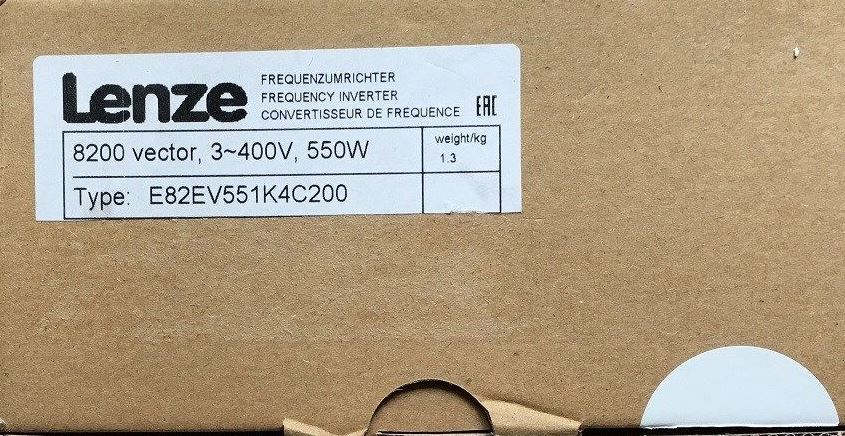 Lenze
FREQUENZUMRICHTER
FREQUENCY INVERTER
CONVERTISSEUR DE FREQUENCE
EAC
8200 vector, 3~400V, 550W
weight/kg
1.3
Type: E82EV551K4C200